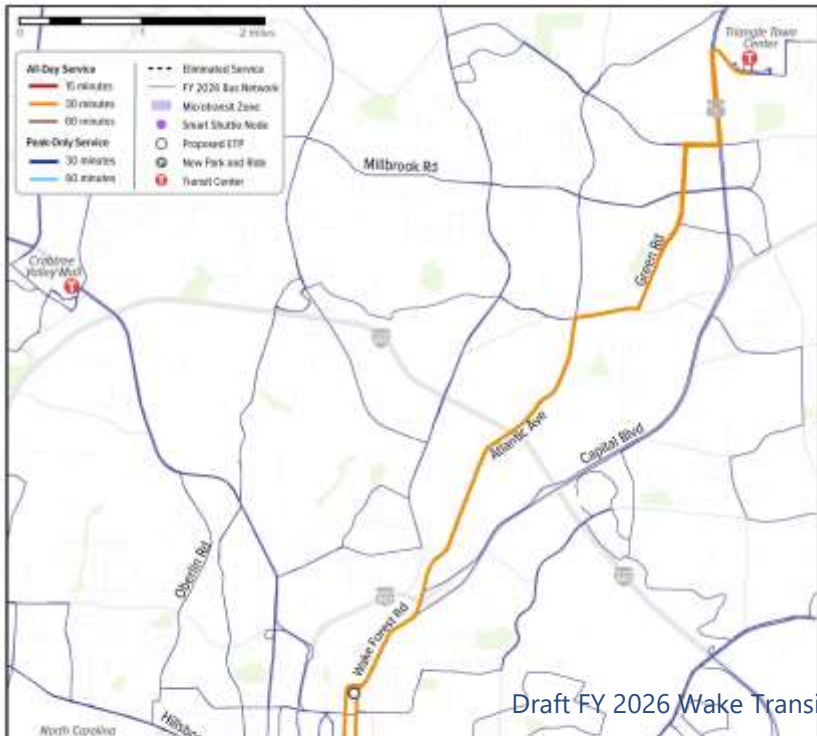 0 1 2 miles
All-Day Service
15 minutes
30 minutes
60 minutes
Peak-Only Service
30 minutes
60 minutes
Eliminated Service
FY 2026 Bus Network
Microtransit Zone
Smart Shuttle Node
Proposed ETP
New Park and Ride
T Transit Center
Triangle Town
Center
T
Millbrook Rd
Crabtree
Valley Mall
T
Green Rd
Atlantic Ave
Capital Blvd
Oberlin Rd
Wake Forest Rd
Draft FY 2026 Wake Transi
North Carolina
Hillsbo